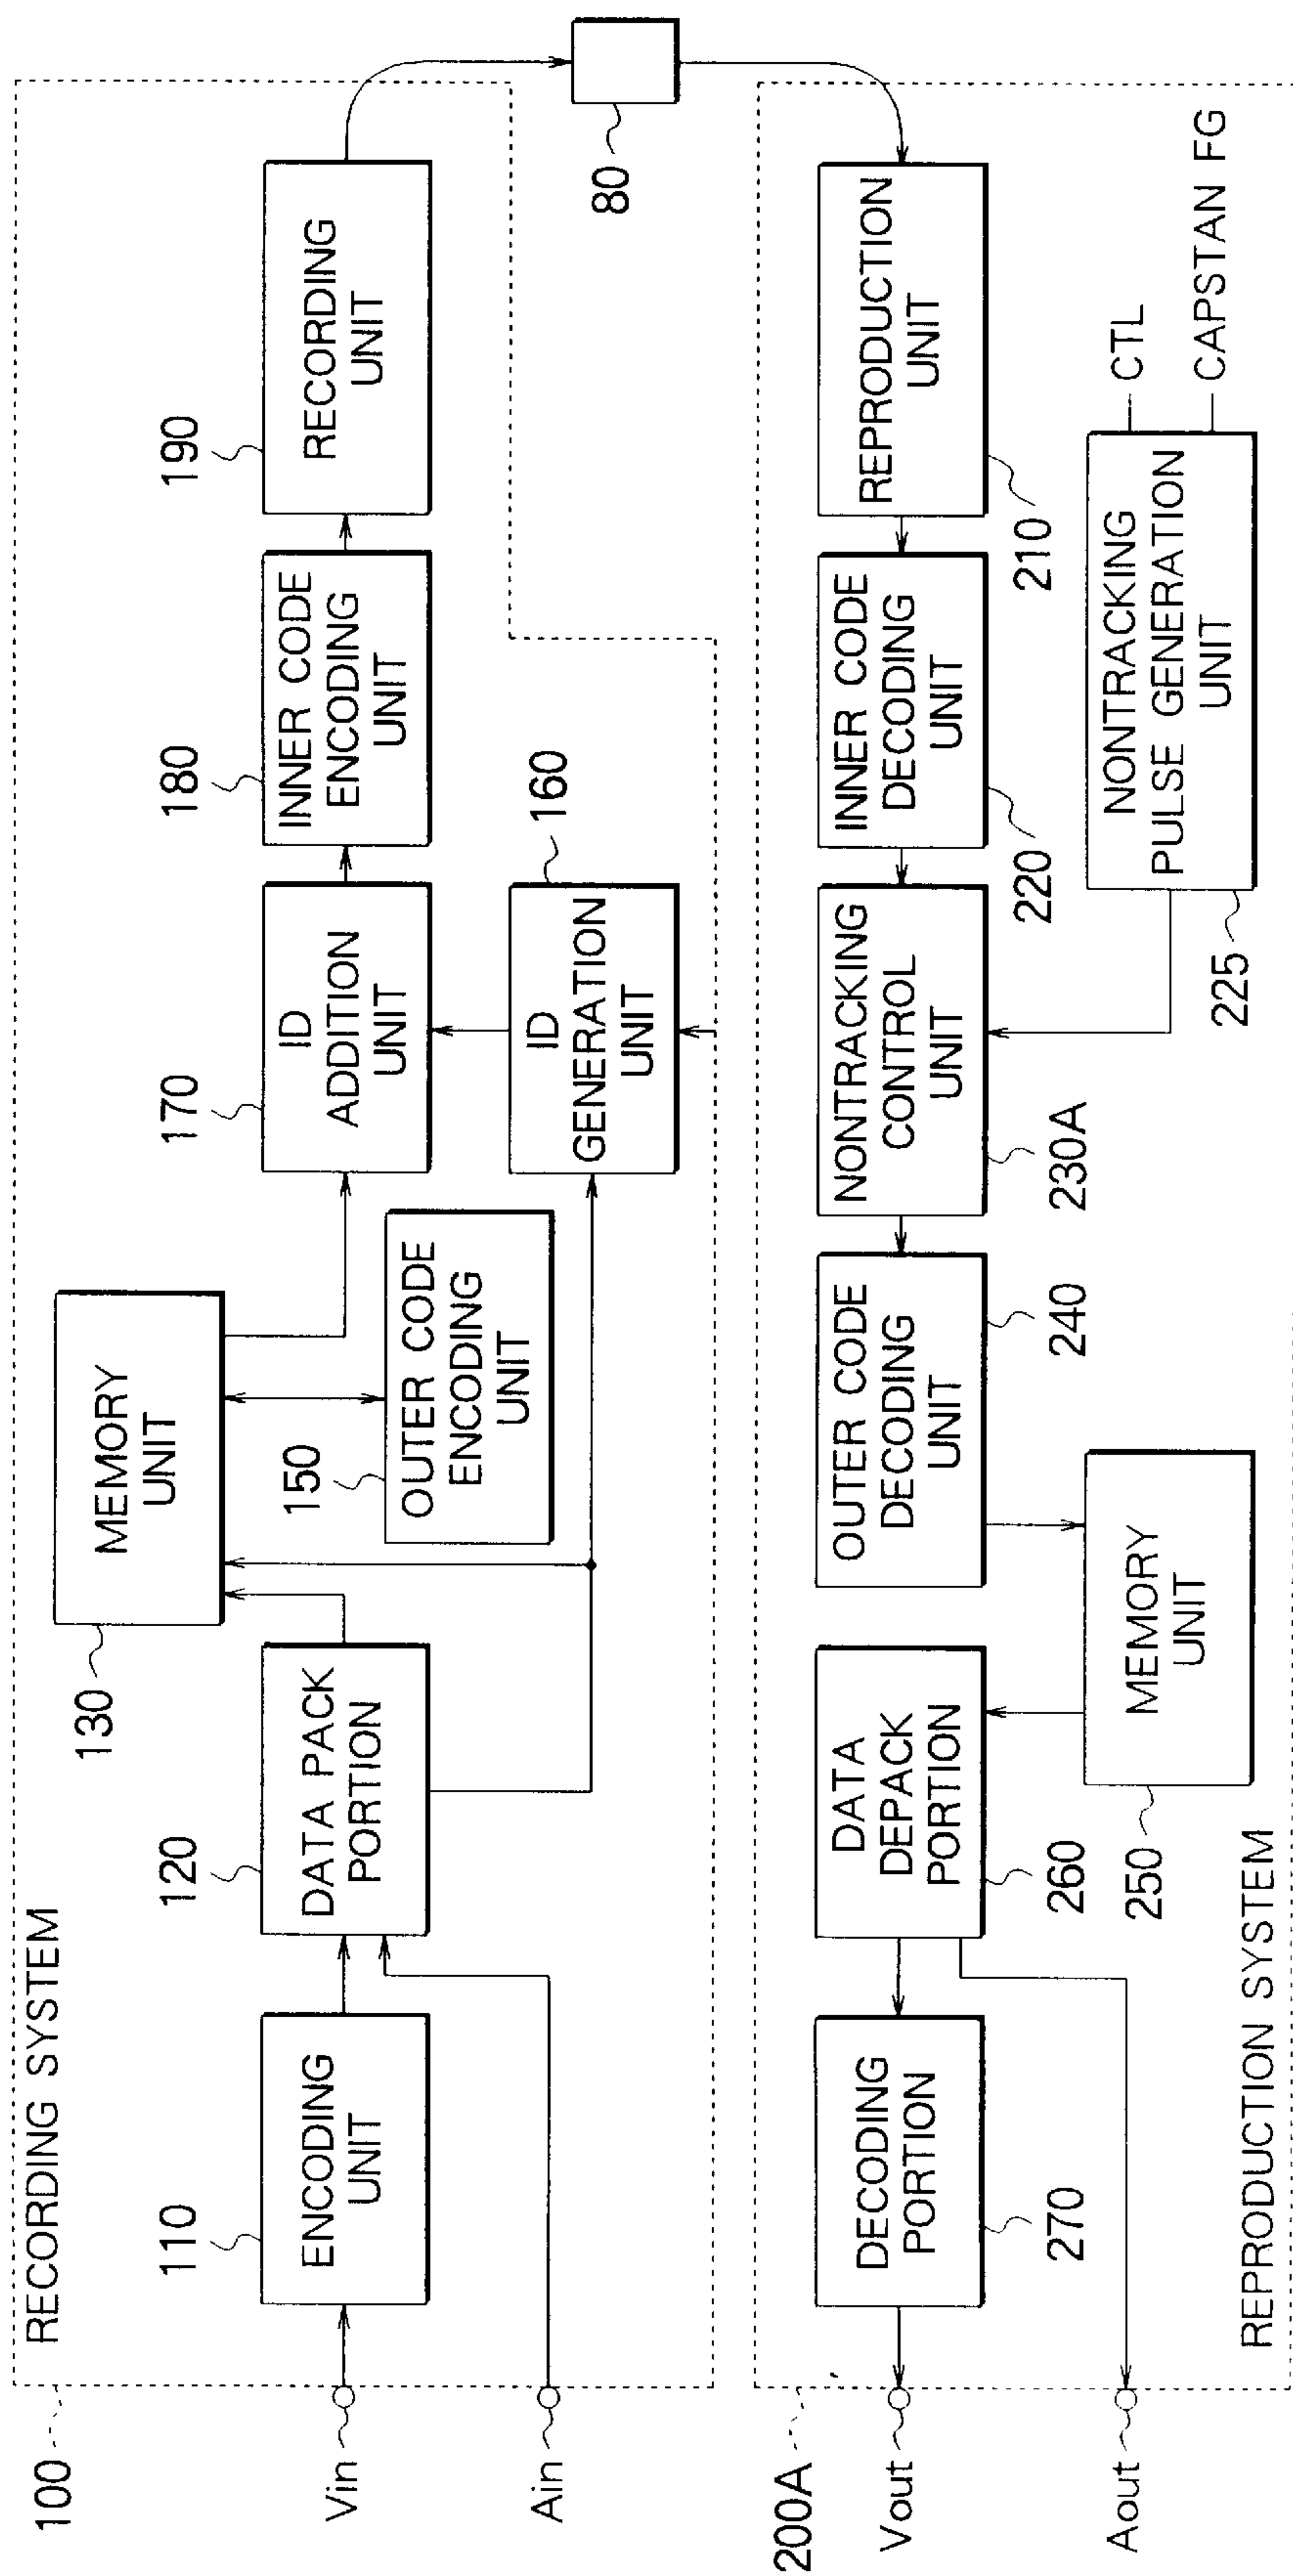 100
RECORDING SYSTEM
Vin
Ain
110
ENCODING
UNIT
120
DATA PACK
PORTION
130
MEMORY
UNIT
150
OUTER CODE
ENCODING
UNIT
160
ID
GENERATION
UNIT
170
ID
ADDITION
UNIT
180
INNER CODE
ENCODING
UNIT
190
RECORDING
UNIT
80
200A
REPRODUCTION SYSTEM
Vout
Aout
DECODING
PORTION
270
DATA
DEPACK
PORTION
260
MEMORY
UNIT
250
OUTER CODE
DECODING
UNIT
240
NONTRACKING
CONTROL
UNIT
230A
INNER CODE
DECODING
UNIT
220
REPRODUCTION
UNIT
210
NONTRACKING
PULSE GENERATION
UNIT
225
CTL
CAPSTAN FG